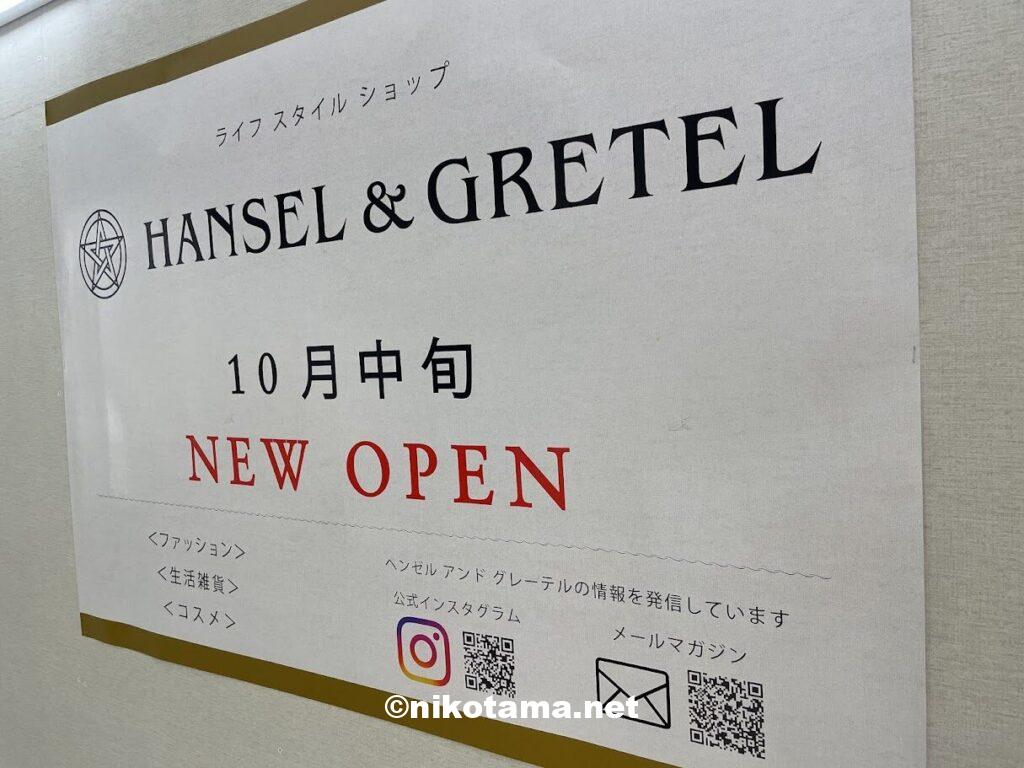 ライフ スタイル ショップ
HANSEL & GRETEL
10月中旬
NEW OPEN
<ファッション>
<生活雑貨>
<コスメ>
ヘンゼル アンド グレーテルの情報を発信しています
公式インスタグラム
メールマガジン
©nikotama.net